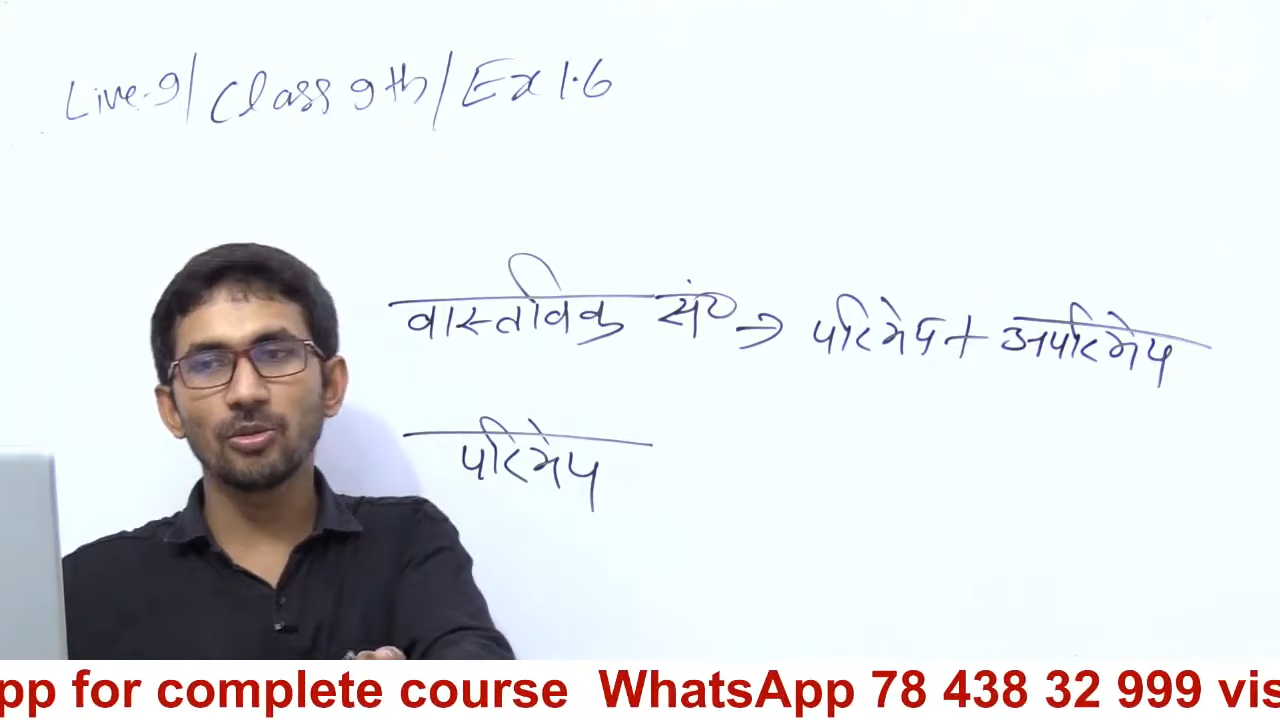 Live-9/ Class 9th/ Ex 1.6
वास्तविक सं० → परिमेय + अपरिमेय
परिमेय
pp for complete course WhatsApp 78 438 32 999 vis